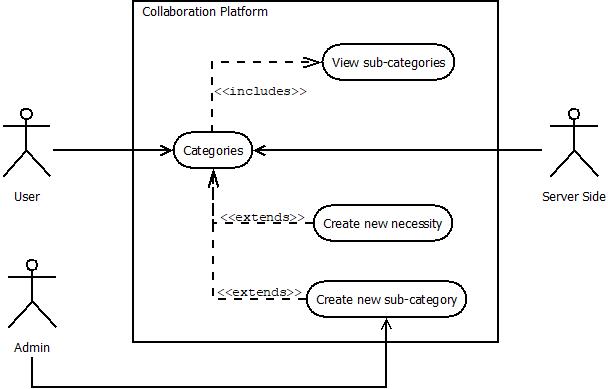 Collaboration Platform
View sub-categories
<<includes>>
Categories
User
Server Side
<<extends>>
Create new necessity
<<extends>>
Create new sub-category
Admin